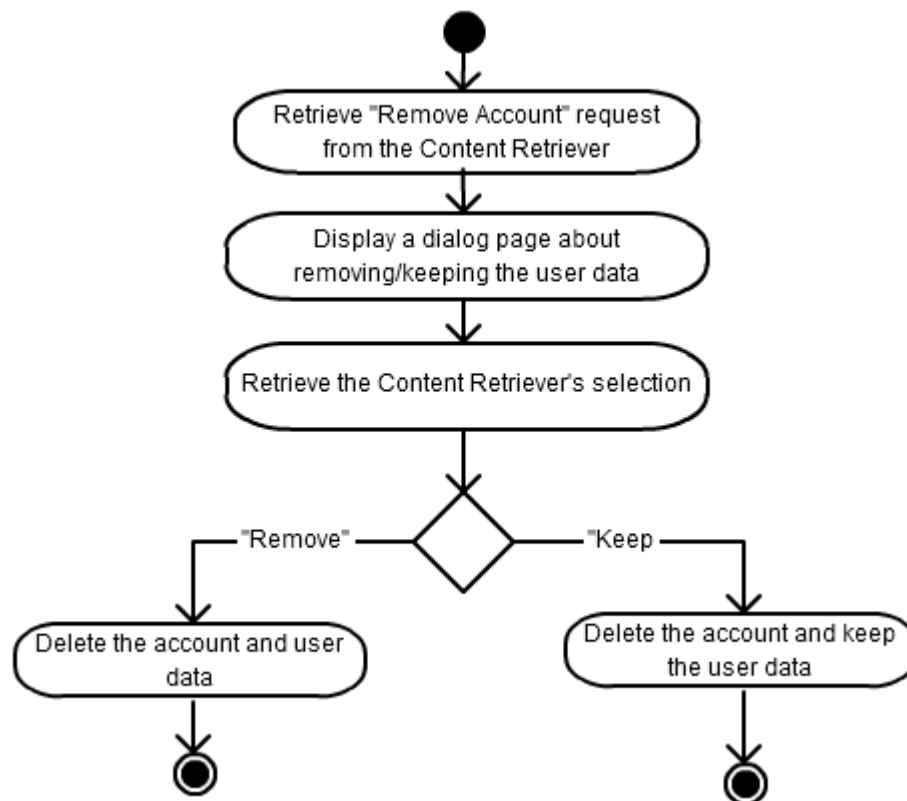 Retrieve "Remove Account" request
from the Content Retriever
Display a dialog page about
removing/keeping the user data
Retrieve the Content Retriever's selection
"Remove"
"Keep
Delete the account and user
data
Delete the account and keep
the user data